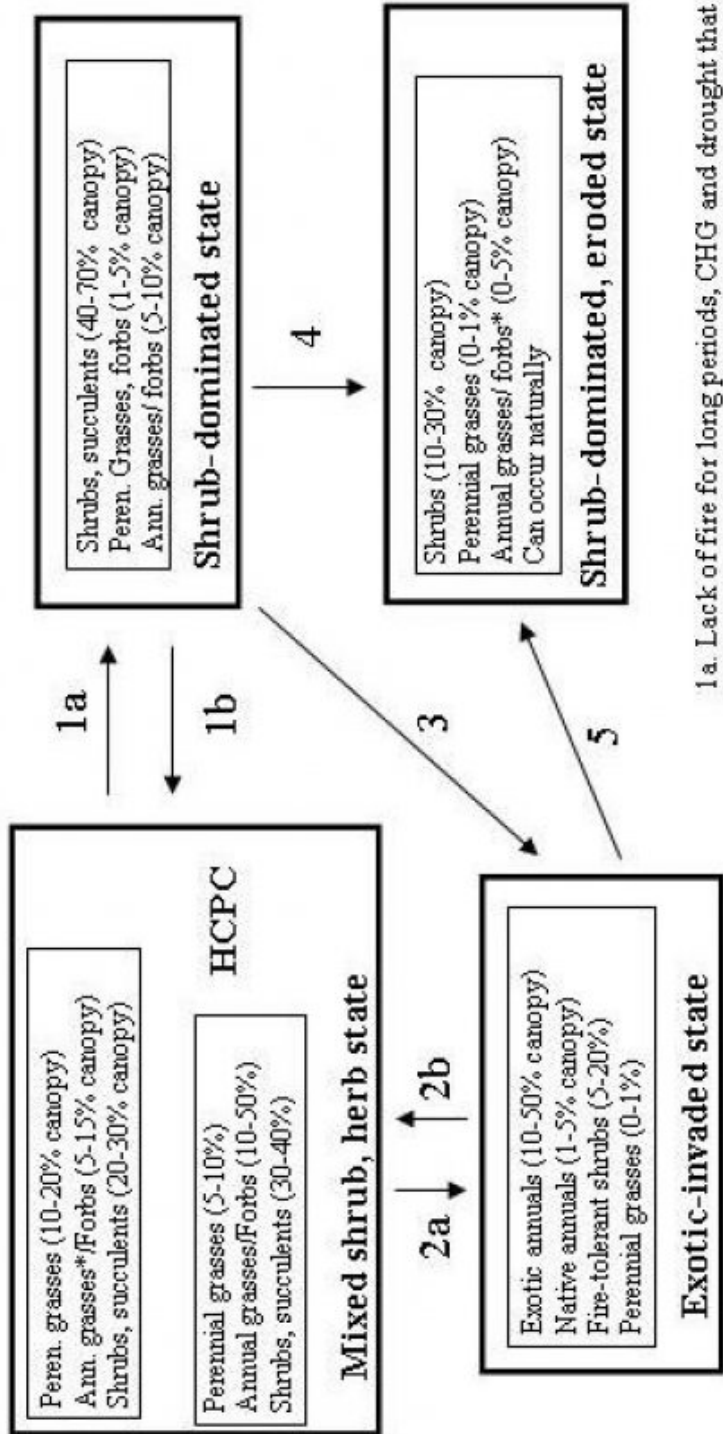 Peren. grasses (10-20% canopy)
Ann. grasses*/Forbs (5-15% canopy)
Shrubs, succulents (20-30% canopy)
HCPC
Perennial grasses (5-10%)
Annual grasses/Forbs (10-50%)
Shrubs, succulents (30-40%)
Mixed shrub, herb state
1a
1b
Shrubs, succulents (40-70% canopy)
Peren. Grasses, forbs (1-5% canopy)
Ann. grasses/ forbs (5-10% canopy)
Shrub-dominated state
2a
2b
3
4
Exotic annuals (10-50% canopy)
Native annuals (1-5% canopy)
Fire-tolerant shrubs (5-20%)
Perennial grasses (0-1%)
Exotic-invaded state
5
Shrubs (10-30% canopy)
Perennial grasses (0-1% canopy)
Annual grasses/ forbs* (0-5% canopy)
Can occur naturally
Shrub-dominated, eroded state
1a. Lack of fire for long periods, CHG and drought that